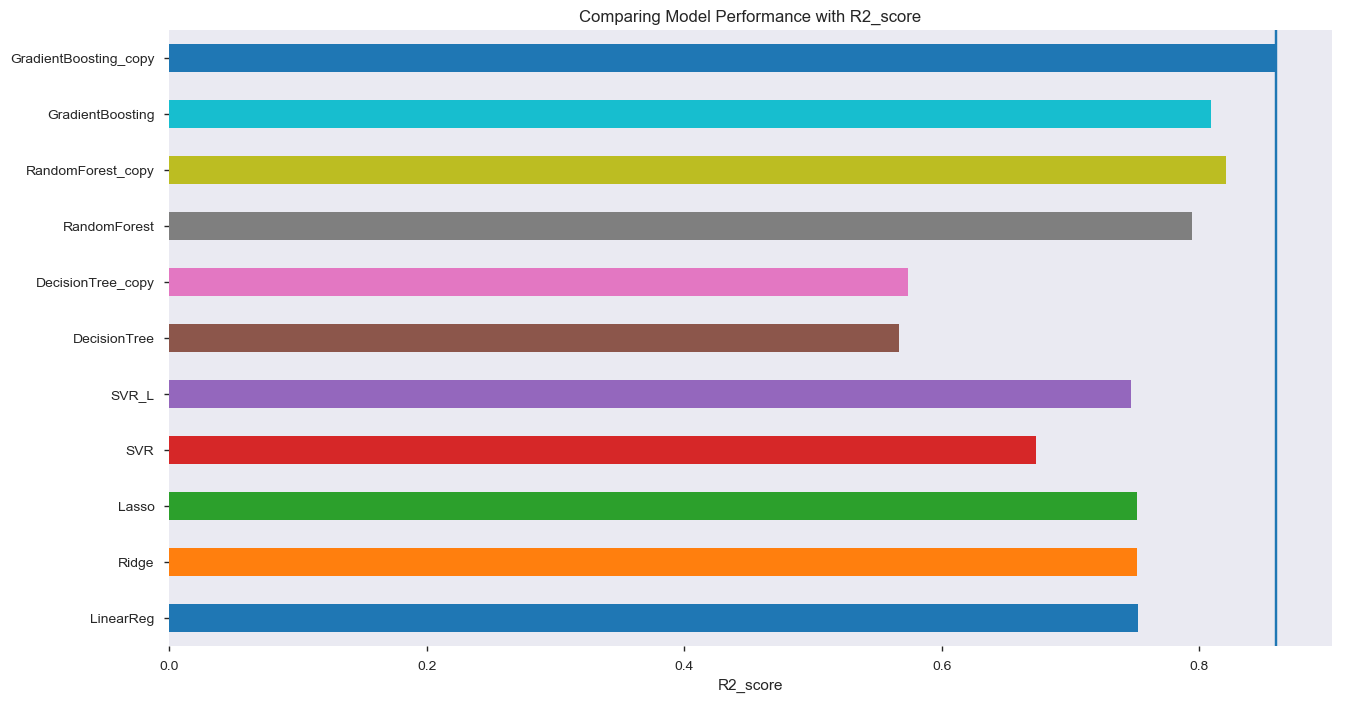 Comparing Model Performance with R2_score
GradientBoosting_copy
GradientBoosting
RandomForest_copy
RandomForest
DecisionTree_copy
DecisionTree
SVR_L
SVR
Lasso
Ridge
LinearReg
0.0 0.2 0.4 0.6 0.8
R2_score